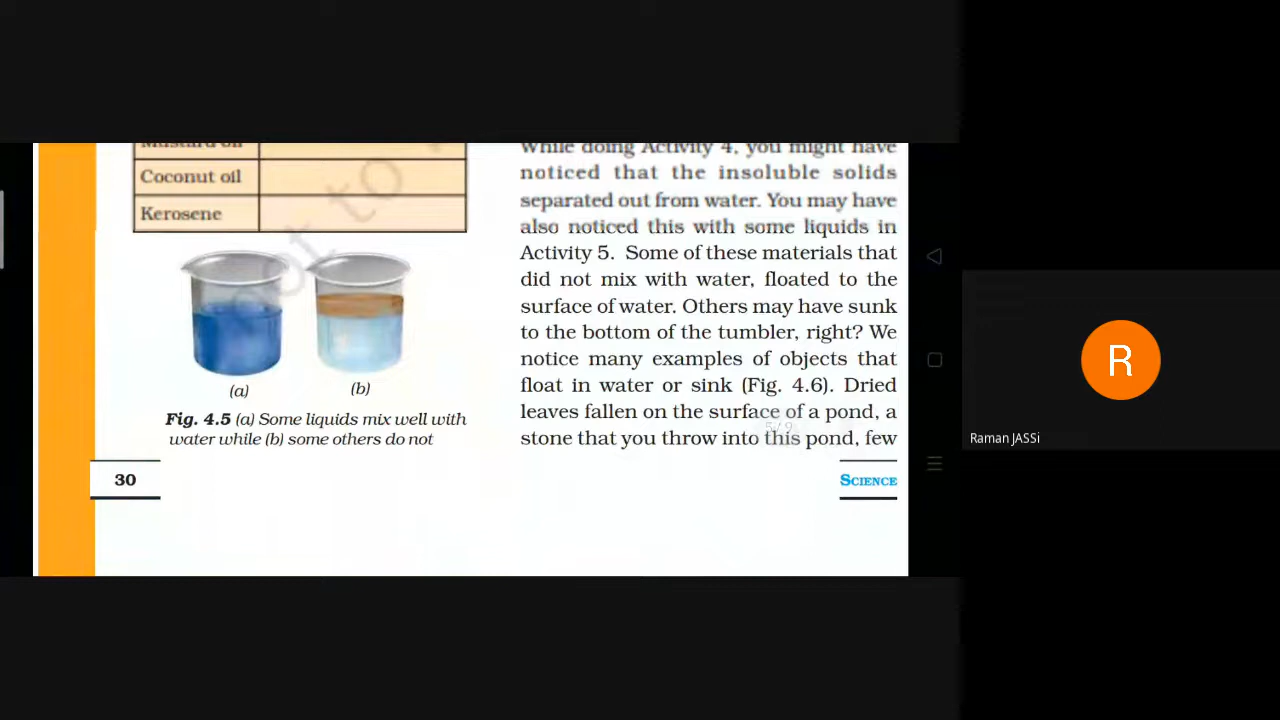 Mustard oil
Coconut oil
Kerosene
(a)
(b)
Fig. 4.5 (a) Some liquids mix well with
water while (b) some others do not
30
While doing Activity 4, you might have
noticed that the insoluble solids
separated out from water. You may have
also noticed this with some liquids in
Activity 5. Some of these materials that
did not mix with water, floated to the
surface of water. Others may have sunk
to the bottom of the tumbler, right? We
notice many examples of objects that
float in water or sink (Fig. 4.6). Dried
leaves fallen on the surface of a pond, a
stone that you throw into this pond, few
5/9
SCIENCE
R
Raman JASSi